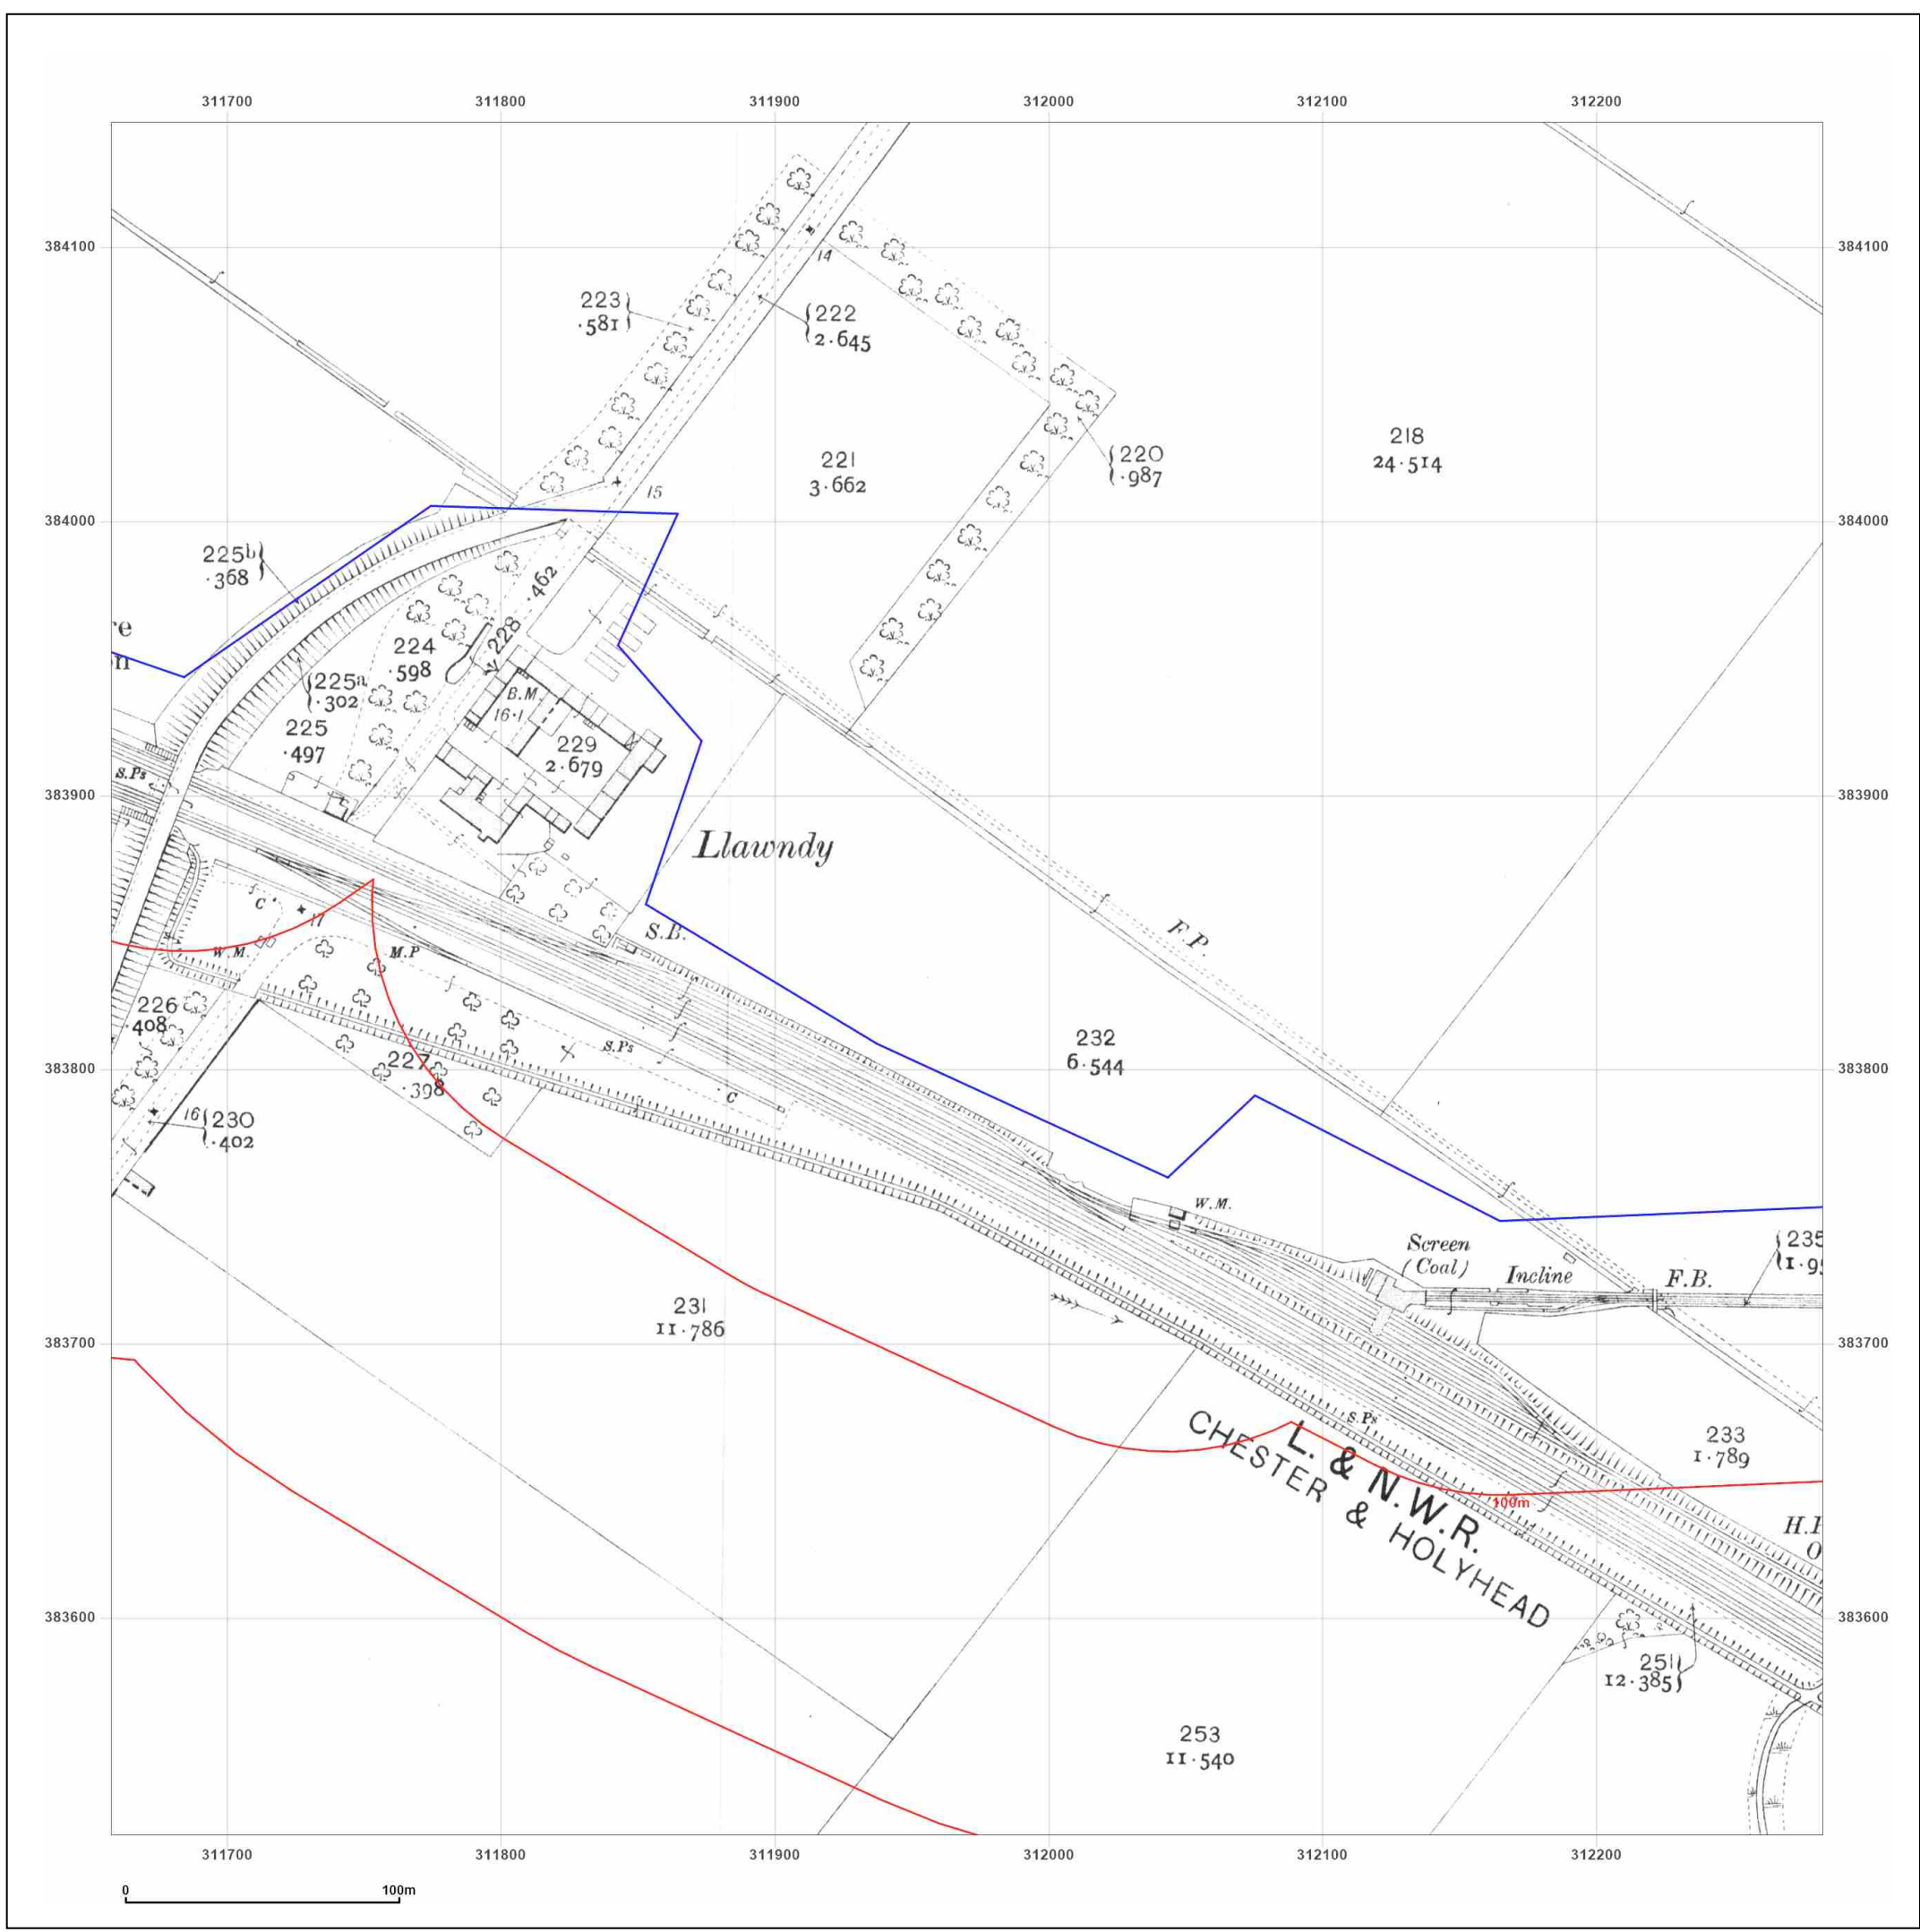 311700 311800 311900 312000 312100 312200
384100 384100
14
223
.581
222
2.645
218
24.514
221
3.662
220
.987
15
384000 384000
225b
.368
.462
228
re
on
224
.598
225a
.302
B.M.
16.1
225
.497
229
2.679
S.Ps
383900 383900
Llawndy
C
17
S.B.
F.P.
W.M.
M.P
226
.408
S.Ps
232
6.544
227
.398
383800 383800
C
16
230
.402
W.M.
Screen
(Coal)
Incline
F.B.
235
1.95
231
11.786
383700 383700
S.Ps
L. & N.W.R.
CHESTER & HOLYHEAD
233
1.789
100m
H.P
O
383600 383600
251
12.385
253
11.540
311700 311800 311900 312000 312100 312200
0 100m